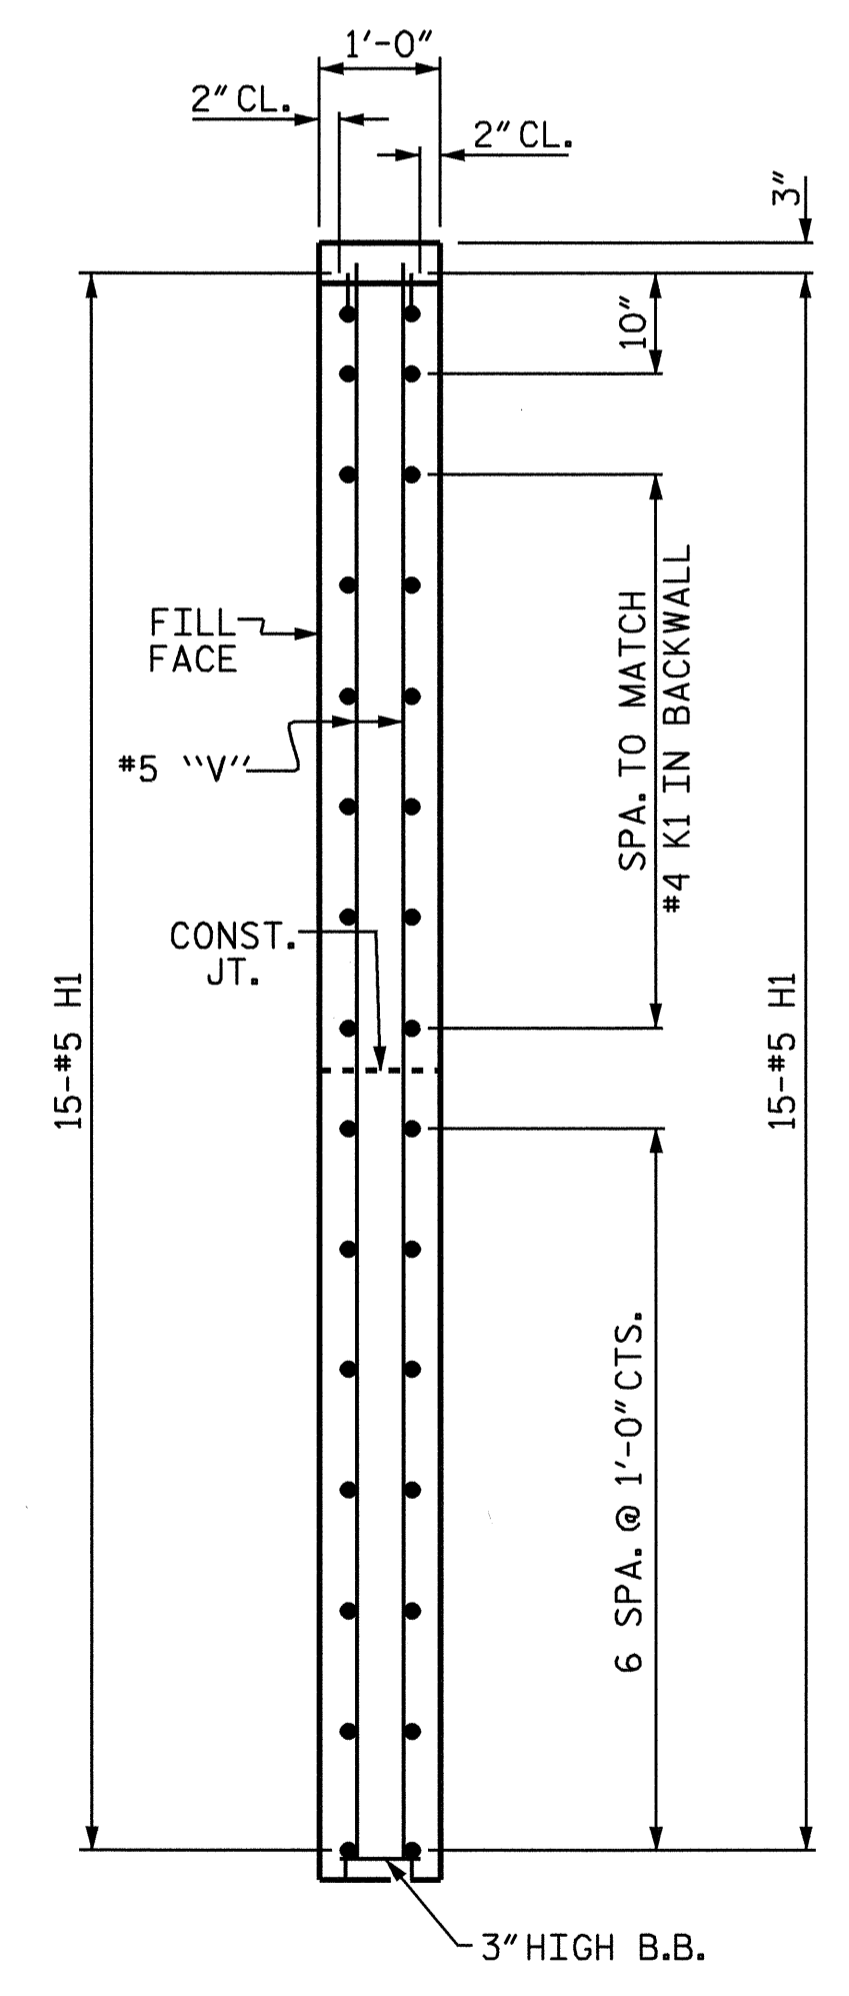 1'-0"
2" CL.
2" CL.
3"
10"
FILL
FACE
SPA. TO MATCH
#4 K1 IN BACKWALL
#5 "V"
CONST.
JT.
15-#5 H1
15-#5 H1
6 SPA. @ 1'-0" CTS.
3" HIGH B.B.